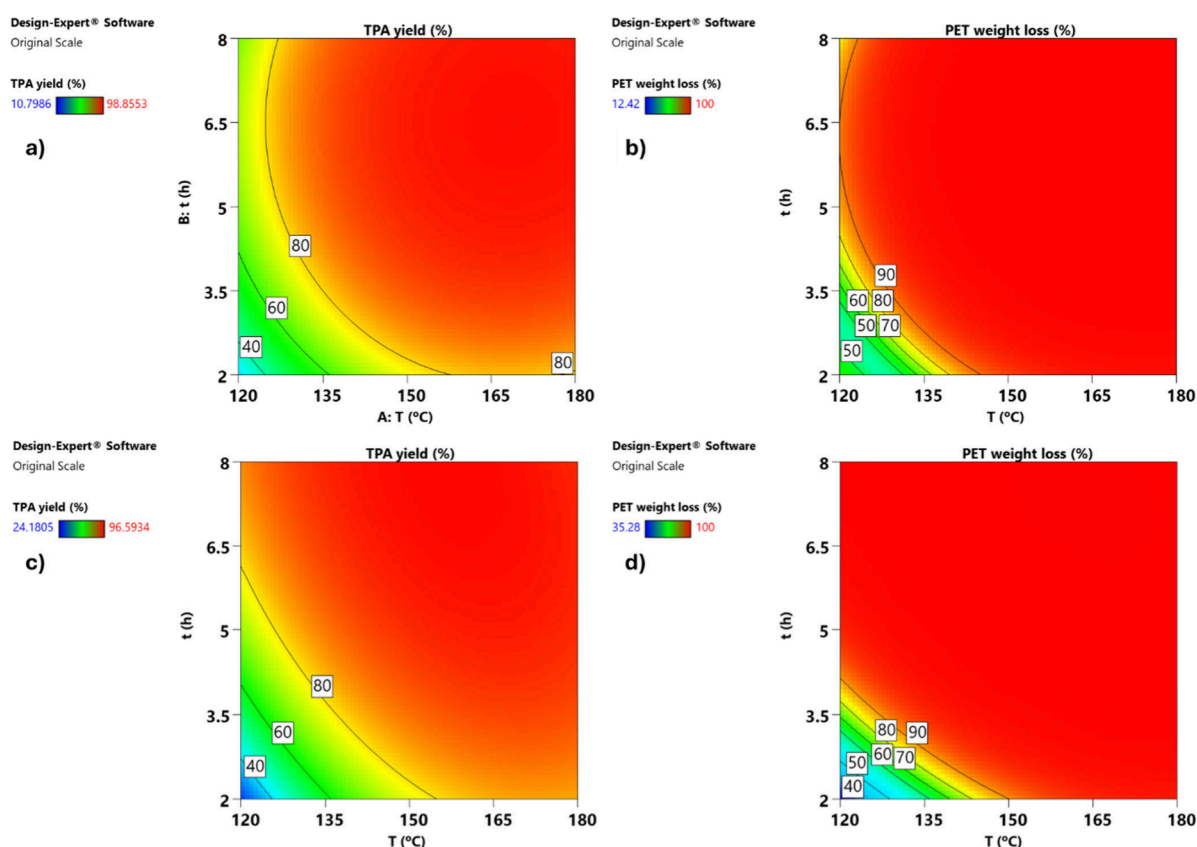 Design-Expert® Software
Original Scale
TPA yield (%)
10.7986 98.8553
a)
TPA yield (%)
8
6.5
5
3.5
2
B: t (h)
80
60
40
80
120 135 150 165 180
A: T (ºC)
Design-Expert® Software
Original Scale
PET weight loss (%)
12.42 100
b)
PET weight loss (%)
8
6.5
5
3.5
2
t (h)
90
60 80
50 70
50
120 135 150 165 180
T (ºC)
Design-Expert® Software
Original Scale
TPA yield (%)
24.1805 96.5934
c)
TPA yield (%)
8
6.5
5
3.5
2
t (h)
80
60
40
120 135 150 165 180
T (ºC)
Design-Expert® Software
Original Scale
PET weight loss (%)
35.28 100
d)
PET weight loss (%)
8
6.5
5
3.5
2
t (h)
80 90
60 70
50
40
120 135 150 165 180
T (ºC)